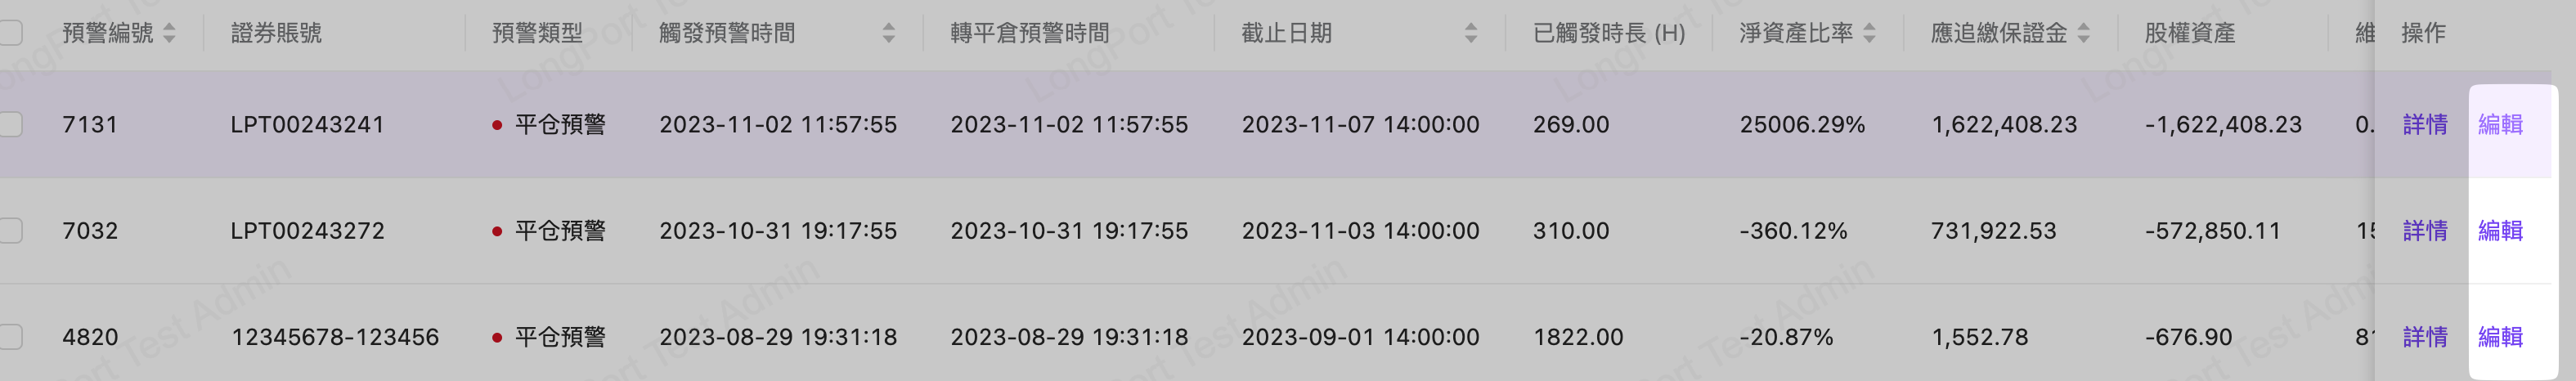 預警編號 證券賬號 預警類型 觸發預警時間 轉平倉預警時間 截止日期 已觸發時長 (H) 淨資產比率 應追繳保證金 股權資產 維 操作
7131 LPT00243241 平仓預警 2023-11-02 11:57:55 2023-11-02 11:57:55 2023-11-07 14:00:00 269.00 25006.29% 1,622,408.23 -1,622,408.23 0. 詳情 編輯
7032 LPT00243272 平仓預警 2023-10-31 19:17:55 2023-10-31 19:17:55 2023-11-03 14:00:00 310.00 -360.12% 731,922.53 -572,850.11 15 詳情 編輯
4820 12345678-123456 平仓預警 2023-08-29 19:31:18 2023-08-29 19:31:18 2023-09-01 14:00:00 1822.00 -20.87% 1,552.78 -676.90 81 詳情 編輯
LongPort Test Admin